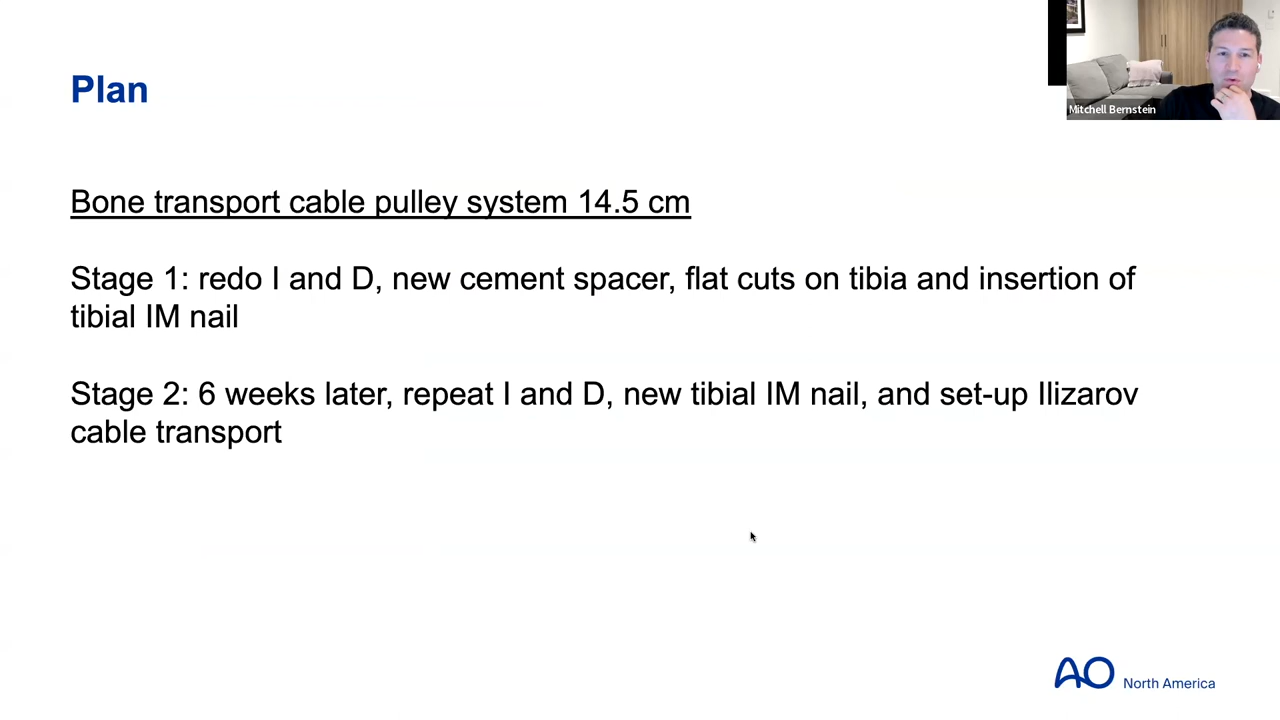 Plan
Mitchell Bernstein
Bone transport cable pulley system 14.5 cm
Stage 1: redo I and D, new cement spacer, flat cuts on tibia and insertion of
tibial IM nail
Stage 2: 6 weeks later, repeat I and D, new tibial IM nail, and set-up Ilizarov
cable transport
AO North America